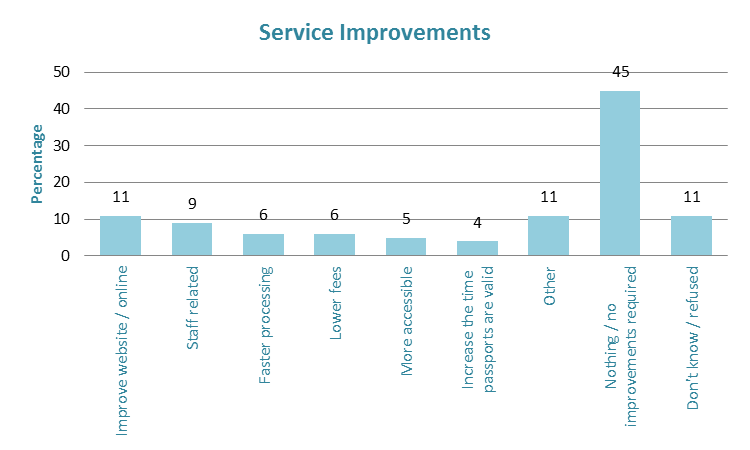 Service Improvements
Percentage
50
40
30
20
10
0
11
9
6
6
5
4
11
45
11
Improve website / online
Staff related
Faster processing
Lower fees
More accessible
Increase the time
passports are valid
Other
Nothing / no
improvements required
Don't know / refused